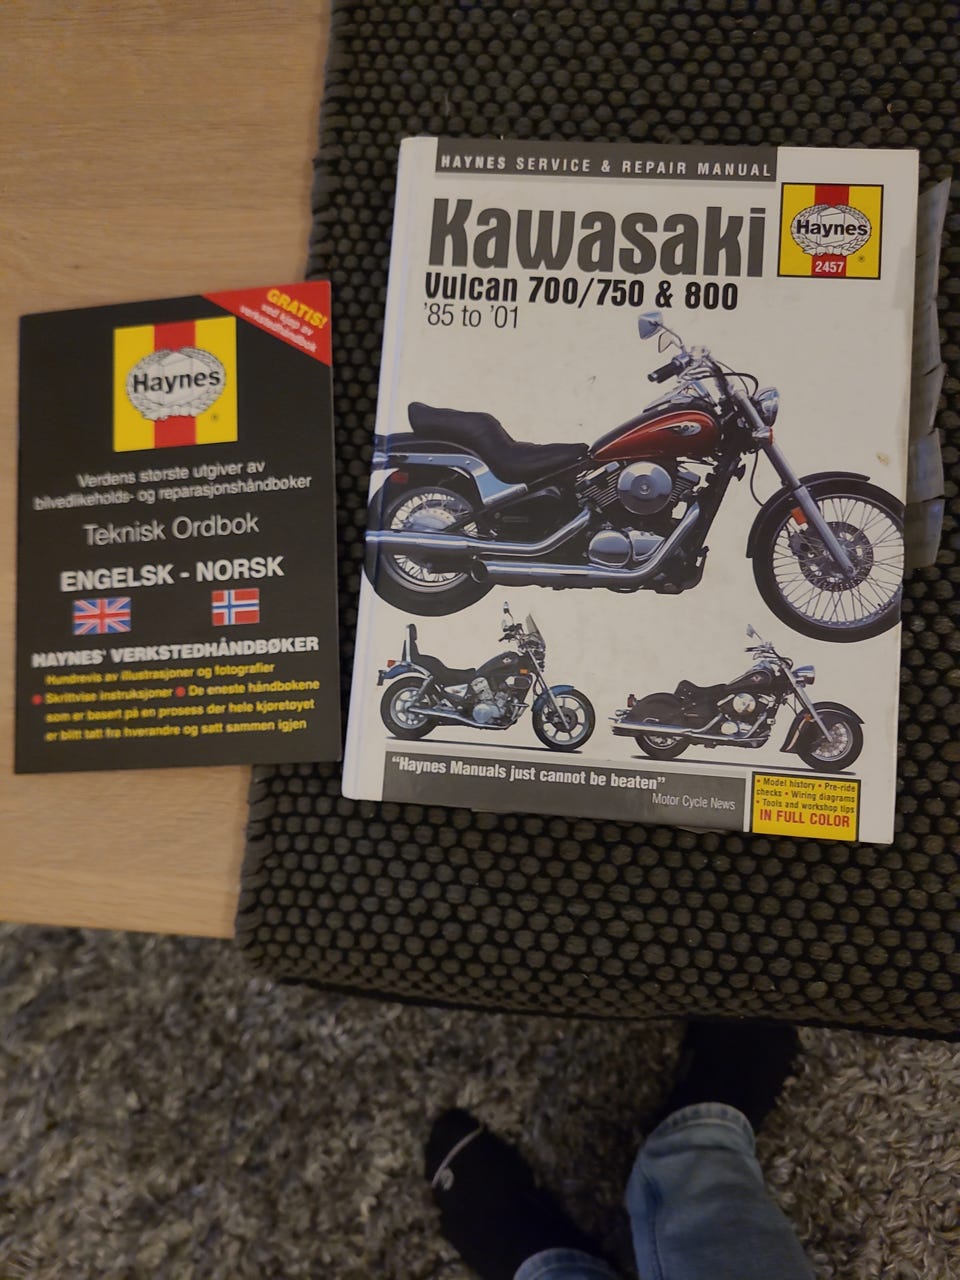 GRATIS!
ved kjøp av
verkstedhåndbok
Haynes
®
Verdens største utgiver av
bilvedlikeholds- og reparasjonshåndbøker
Teknisk Ordbok
ENGELSK - NORSK
HAYNES' VERKSTEDHÅNDBØKER
Hundrevis av illustrasjoner og fotografier
• Skrittvise instruksjoner • De eneste håndbøkene
som er basert på en prosess der hele kjøretøyet
er blitt tatt fra hverandre og satt sammen igjen
HAYNES SERVICE & REPAIR MANUAL
Kawasaki
Vulcan 700/750 & 800
'85 to '01
Haynes
®
2457
“Haynes Manuals just cannot be beaten”
Motor Cycle News
• Model history • Pre-ride
checks • Wiring diagrams
• Tools and workshop tips
IN FULL COLOR